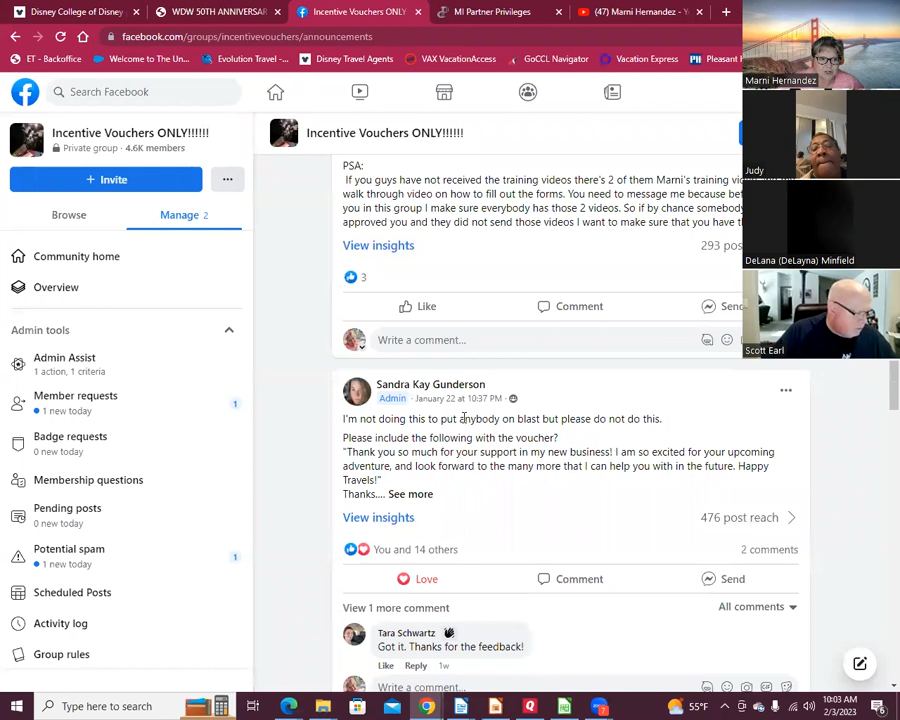 Disney College of Disney
WDW 50TH ANNIVERSAR
Incentive Vouchers ONLY!!!
MI Partner Privileges
(47) Marni Hernandez - Y
facebook.com/groups/incentivevouchers/announcements
ET - Backoffice
Welcome to The Un...
Evolution Travel -...
Disney Travel Agents
VAX VacationAccess
GoCCL Navigator
Vacation Express
Pleasant
Search Facebook
Incentive Vouchers ONLY!!!!!!
Private group · 4.6K members
+ Invite
...
Browse
Manage 2
Community home
Overview
Admin tools
Admin Assist
1 action, 1 criteria
Member requests
1 new today
1
Badge requests
0 new today
Membership questions
Pending posts
0 new today
Potential spam
1 new today
1
Scheduled Posts
Activity log
Group rules
Incentive Vouchers ONLY!!!!!!
PSA:
If you guys have not received the training videos there's 2 of them Marni's training
walk through video on how to fill out the forms. You need to message me because
you in this group I make sure everybody has those 2 videos. So if by chance somebody
approved you and they did not send those videos I want to make sure that you have
View insights
293 pos
3
Like
Comment
Send
Write a comment...
Sandra Kay Gunderson
Admin · January 22 at 10:37 PM ·
I'm not doing this to put anybody on blast but please do not do this.
Please include the following with the voucher?
"Thank you so much for your support in my new business! I am so excited for your upcoming
adventure, and look forward to the many more that I can help you with in the future. Happy
Travels!"
Thanks.... See more
View insights
476 post reach
You and 14 others
2 comments
Love
Comment
Send
View 1 more comment
All comments
Tara Schwartz
Got it. Thanks for the feedback!
Like Reply 1w
Write a comment...
Marni Hernandez
Judy
DeLana (DeLayna) Minfield
Scott Earl
Type here to search
55°F
10:03 AM
2/3/2023
6